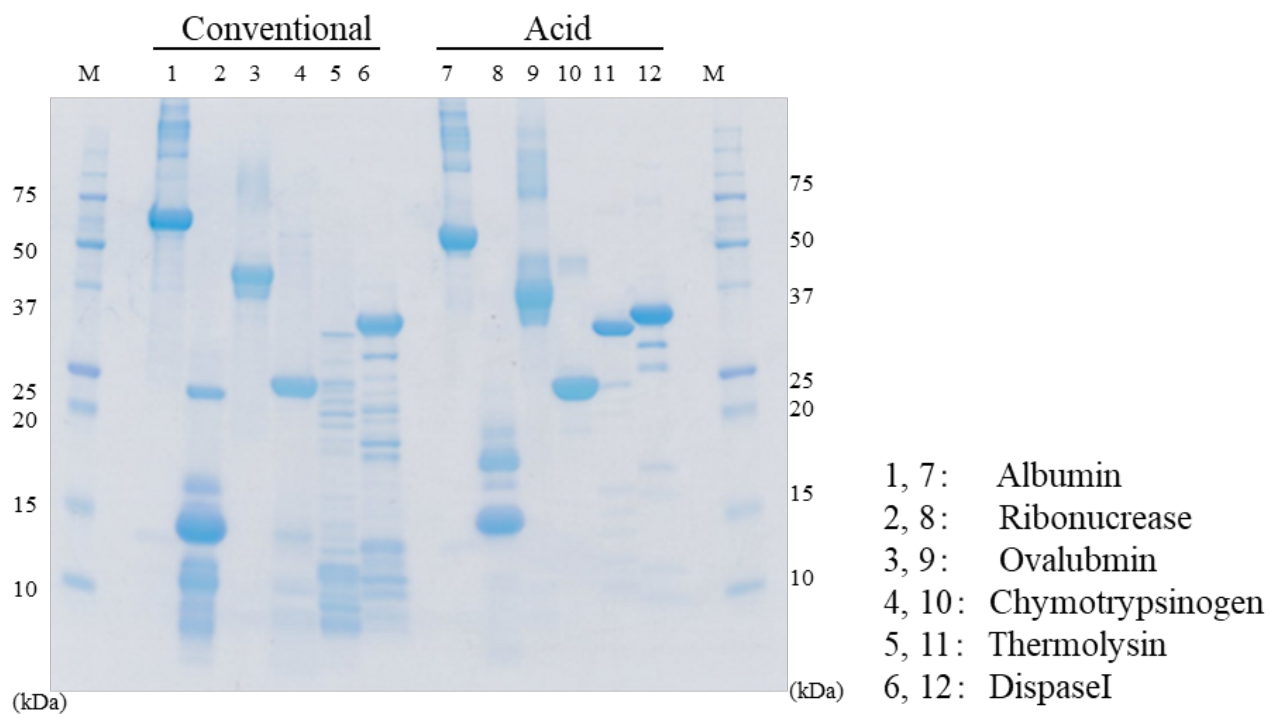 Conventional Acid
M 1 2 3 4 5 6 7 8 9 10 11 12 M
75 75
50 50
37 37
25 25
20 20
15 15
10 10
(kDa) (kDa)
1, 7: Albumin
2, 8: Ribonucrease
3, 9: Ovalubmin
4, 10: Chymotrypsinogen
5, 11: Thermolysin
6, 12: DispaseI